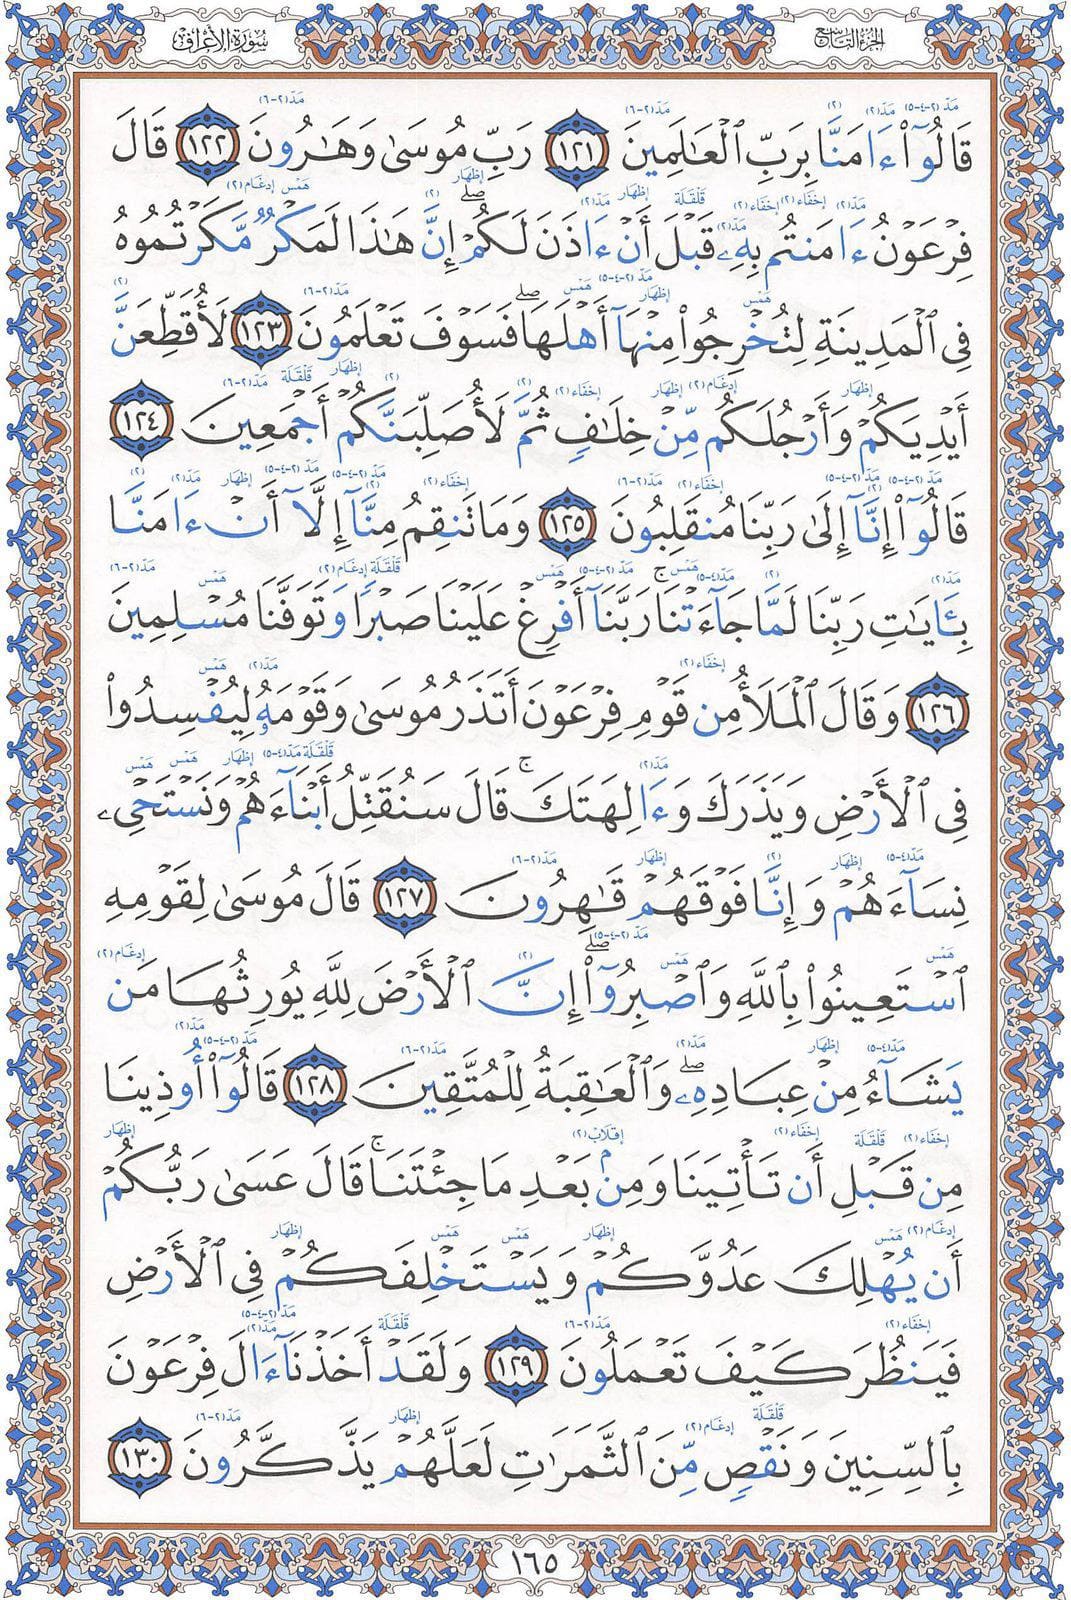 الجزء التاسع
سورة الأعراف
قَالُوٓا۟ ءَامَنَّا بِرَبِّ ٱلْعَٰلَمِينَ ١٢١ رَبِّ مُوسَىٰ وَهَٰرُونَ ١٢٢ قَالَ
فِرْعَوْنُ ءَامَنتُم بِهِۦ قَبْلَ أَنْ ءَاذَنَ لَكُمْ ۖ إِنَّ هَٰذَا لَمَكْرٌ مَّكَرْتُمُوهُ
فِى ٱلْمَدِينَةِ لِتُخْرِجُوا۟ مِنْهَآ أَهْلَهَا ۖ فَسَوْفَ تَعْلَمُونَ ١٢٣ لَأُقَطِّعَنَّ
أَيْدِيَكُمْ وَأَرْجُلَكُم مِّنْ خِلَٰفٍ ثُمَّ لَأُصَلِّبَنَّكُمْ أَجْمَعِينَ ١٢٤
قَالُوٓا۟ إِنَّآ إِلَىٰ رَبِّنَا مُنقَلِبُونَ ١٢٥ وَمَا تَنقِمُ مِنَّآ إِلَّآ أَنْ ءَامَنَّا
بِـَٔايَٰتِ رَبِّنَا لَمَّا جَآءَتْنَا ۚ رَبَّنَآ أَفْرِغْ عَلَيْنَا صَبْرًا وَتَوَفَّنَا مُسْلِمِينَ
١٢٦ وَقَالَ ٱلْمَلَأُ مِن قَوْمِ فِرْعَوْنَ أَتَذَرُ مُوسَىٰ وَقَوْمَهُۥ لِيُفْسِدُوا۟
فِى ٱلْأَرْضِ وَيَذَرَكَ وَءَالِهَتَكَ ۚ قَالَ سَنُقَتِّلُ أَبْنَآءَهُمْ وَنَسْتَحْىِۦ
نِسَآءَهُمْ وَإِنَّا فَوْقَهُمْ قَٰهِرُونَ ١٢٧ قَالَ مُوسَىٰ لِقَوْمِهِ
ٱسْتَعِينُوا۟ بِٱللَّهِ وَٱصْبِرُوٓا۟ ۖ إِنَّ ٱلْأَرْضَ لِلَّهِ يُورِثُهَا مَن
يَشَآءُ مِنْ عِبَادِهِۦ ۖ وَٱلْعَٰقِبَةُ لِلْمُتَّقِينَ ١٢٨ قَالُوٓا۟ أُوذِينَا
مِن قَبْلِ أَن تَأْتِيَنَا وَمِنۢ بَعْدِ مَا جِئْتَنَا ۚ قَالَ عَسَىٰ رَبُّكُمْ
أَن يُهْلِكَ عَدُوَّكُمْ وَيَسْتَخْلِفَكُمْ فِى ٱلْأَرْضِ
فَيَنظُرَ كَيْفَ تَعْمَلُونَ ١٢٩ وَلَقَدْ أَخَذْنَآ ءَالَ فِرْعَوْنَ
بِٱلسِّنِينَ وَنَقْصٍ مِّنَ ٱلثَّمَرَٰتِ لَعَلَّهُمْ يَذَّكَّرُونَ ١٣٠
١٦٥